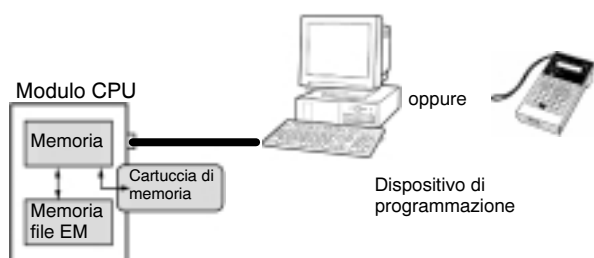 Modulo CPU
oppure
Memoria
Cartuccia di
memoria
Dispositivo di
programmazione
Memoria
file EM